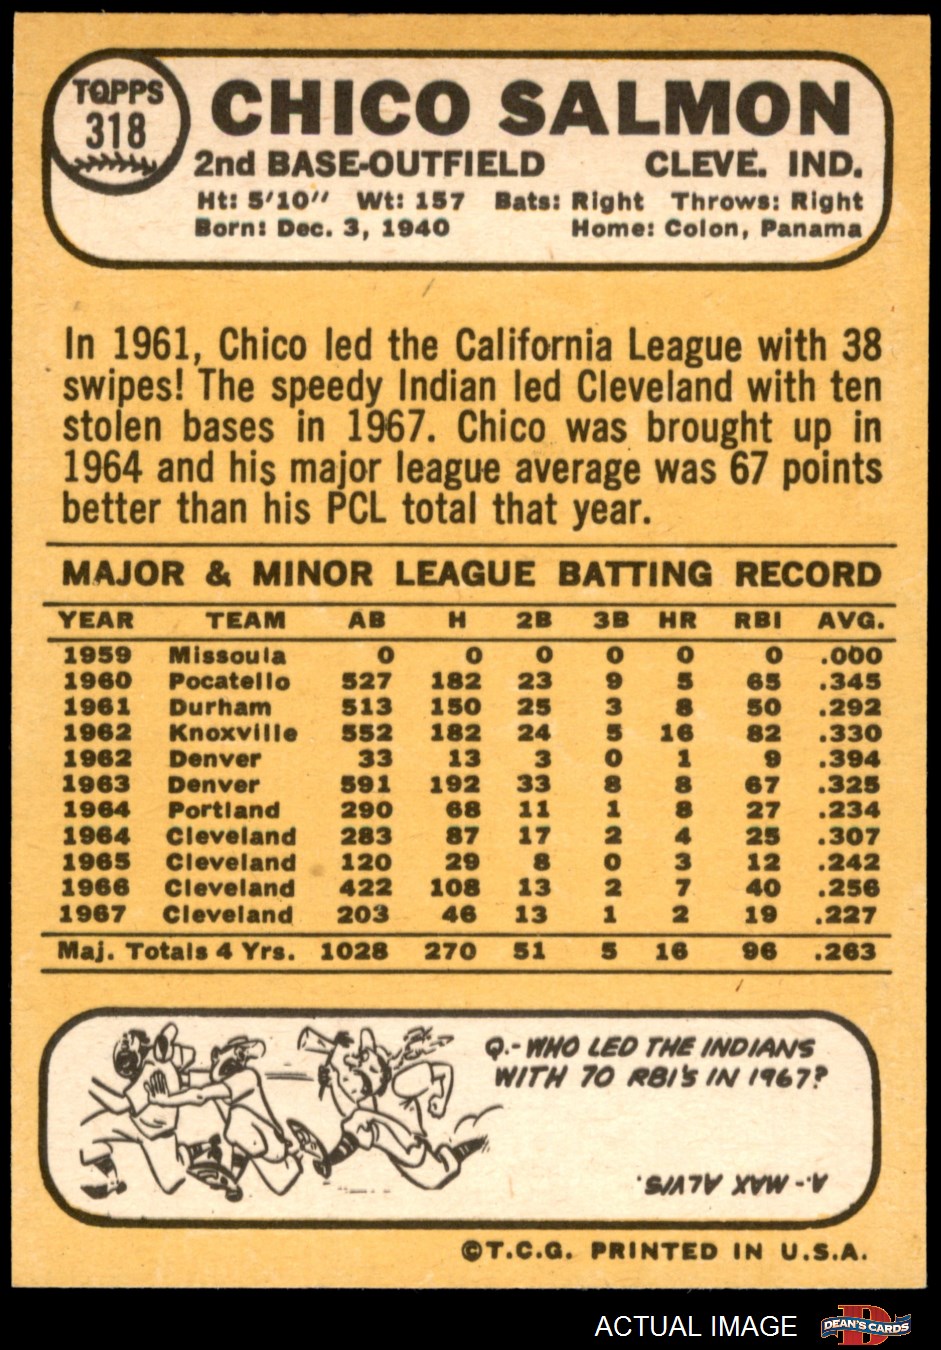 TOPPS
318
CHICO SALMON
2nd BASE-OUTFIELD CLEVE. IND.
Ht: 5'10" Wt: 157 Bats: Right Throws: Right
Born: Dec. 3, 1940 Home: Colon, Panama
In 1961, Chico led the California League with 38
swipes! The speedy Indian led Cleveland with ten
stolen bases in 1967. Chico was brought up in
1964 and his major league average was 67 points
better than his PCL total that year.
MAJOR & MINOR LEAGUE BATTING RECORD
YEAR TEAM AB H 2B 3B HR RBI AVG.
1959 Missoula 0 0 0 0 0 0 .000
1960 Pocatello 527 182 23 9 5 65 .345
1961 Durham 513 150 25 3 8 50 .292
1962 Knoxville 552 182 24 5 16 82 .330
1962 Denver 33 13 3 0 1 9 .394
1963 Denver 591 192 33 8 8 67 .325
1964 Portland 290 68 11 1 8 27 .234
1964 Cleveland 283 87 17 2 4 25 .307
1965 Cleveland 120 29 8 0 3 12 .242
1966 Cleveland 422 108 13 2 7 40 .256
1967 Cleveland 203 46 13 1 2 19 .227
Maj. Totals 4 Yrs. 1028 270 51 5 16 96 .263
Q.- WHO LED THE INDIANS
WITH 70 RBI'S IN 1967?
A.- MAX ALVIS.
©T.C.G. PRINTED IN U.S.A.
ACTUAL IMAGE D DEAN'S CARDS